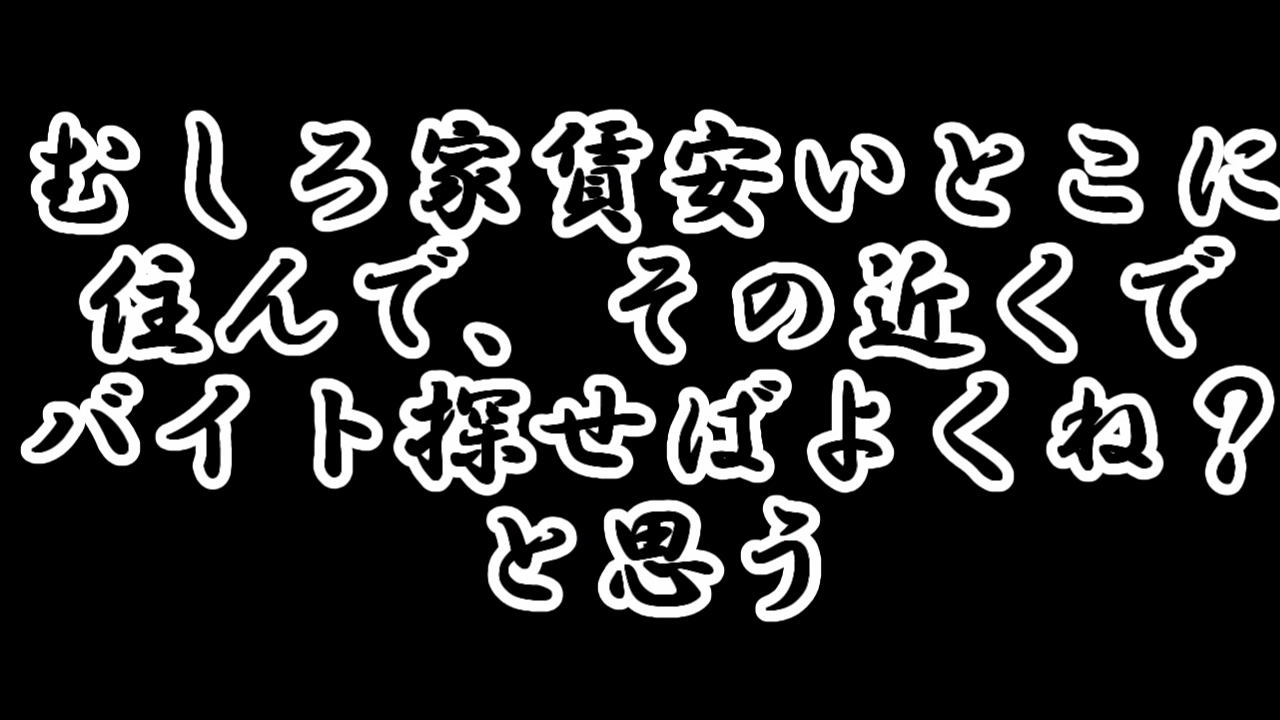 むしろ家賃安いとこに
住んで、その近くで
バイト探せばよくね？
と思う